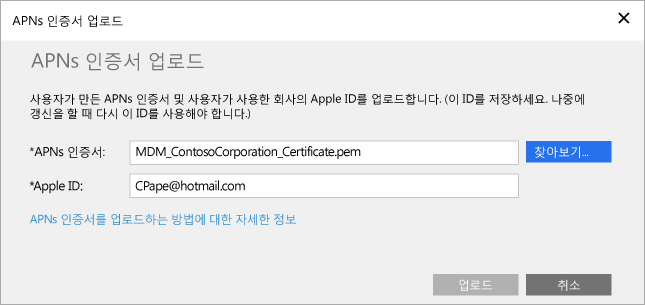 APNs 인증서 업로드
APNs 인증서 업로드
사용자가 만든 APNs 인증서 및 사용자가 사용한 회사의 Apple ID를 업로드합니다. (이 ID를 저장하세요. 나중에
갱신을 할 때 다시 이 ID를 사용해야 합니다.)
*APNs 인증서: MDM_ContosoCorporation_Certificate.pem 찾아보기...
*Apple ID: CPape@hotmail.com
APNs 인증서를 업로드하는 방법에 대한 자세한 정보
업로드 취소